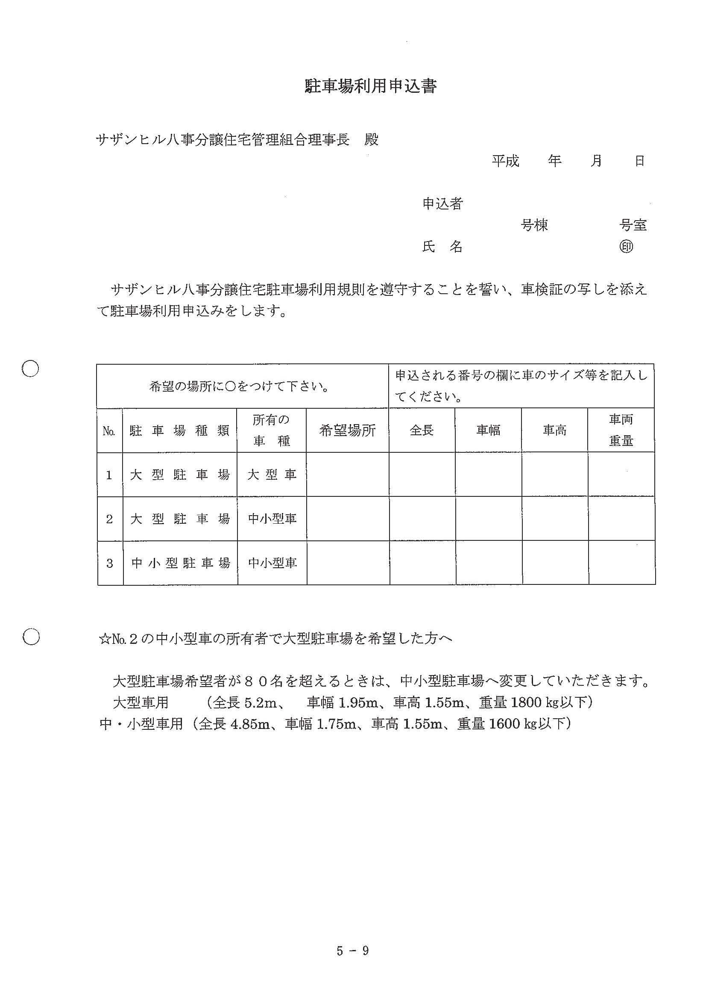 駐車場利用申込書
サザンヒル八事分譲住宅管理組合理事長　殿
平成　　年　　月　　日
申込者
号棟　　　　　号室
氏　名　　　　　　　　　　　㊞
サザンヒル八事分譲住宅駐車場利用規則を遵守することを誓い、車検証の写しを添え
て駐車場利用申込みをします。
希望の場所に○をつけて下さい。
申込される番号の欄に車のサイズ等を記入し
てください。
№ 駐車場種類 所有の車　種 希望場所 全長 車幅 車高 車両重量
1 大型駐車場 大型車
2 大型駐車場 中小型車
3 中小型駐車場 中小型車
☆№２の中小型車の所有者で大型駐車場を希望した方へ
大型駐車場希望者が８０名を超えるときは、中小型駐車場へ変更していただきます。
大型車用　　（全長 5.2m、　車幅 1.95m、車高 1.55m、重量 1800 ㎏以下）
中・小型車用（全長 4.85m、車幅 1.75m、車高 1.55m、重量 1600 ㎏以下）
5 － 9